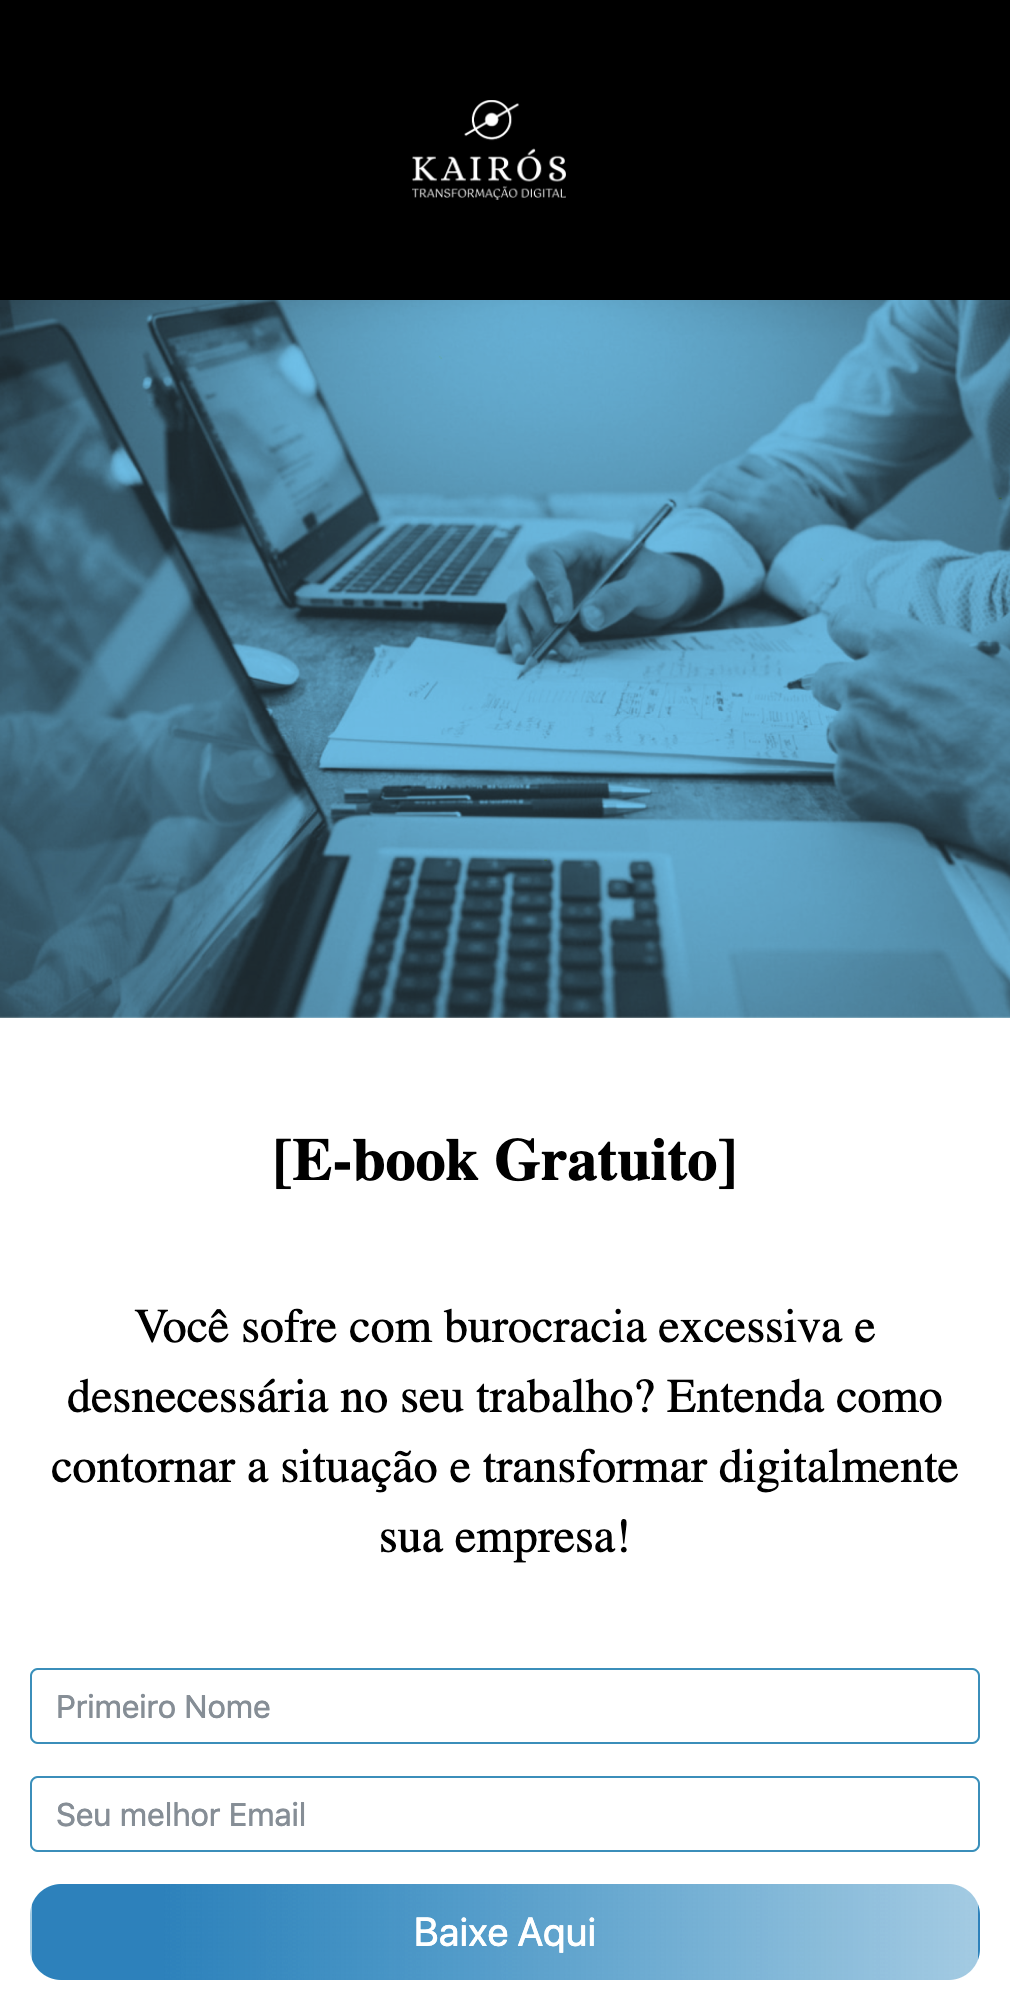 KAIRÓS
TRANSFORMAÇÃO DIGITAL
[E-book Gratuito]
Você sofre com burocracia excessiva e
desnecessária no seu trabalho? Entenda como
contornar a situação e transformar digitalmente
sua empresa!
Primeiro Nome
Seu melhor Email
Baixe Aqui